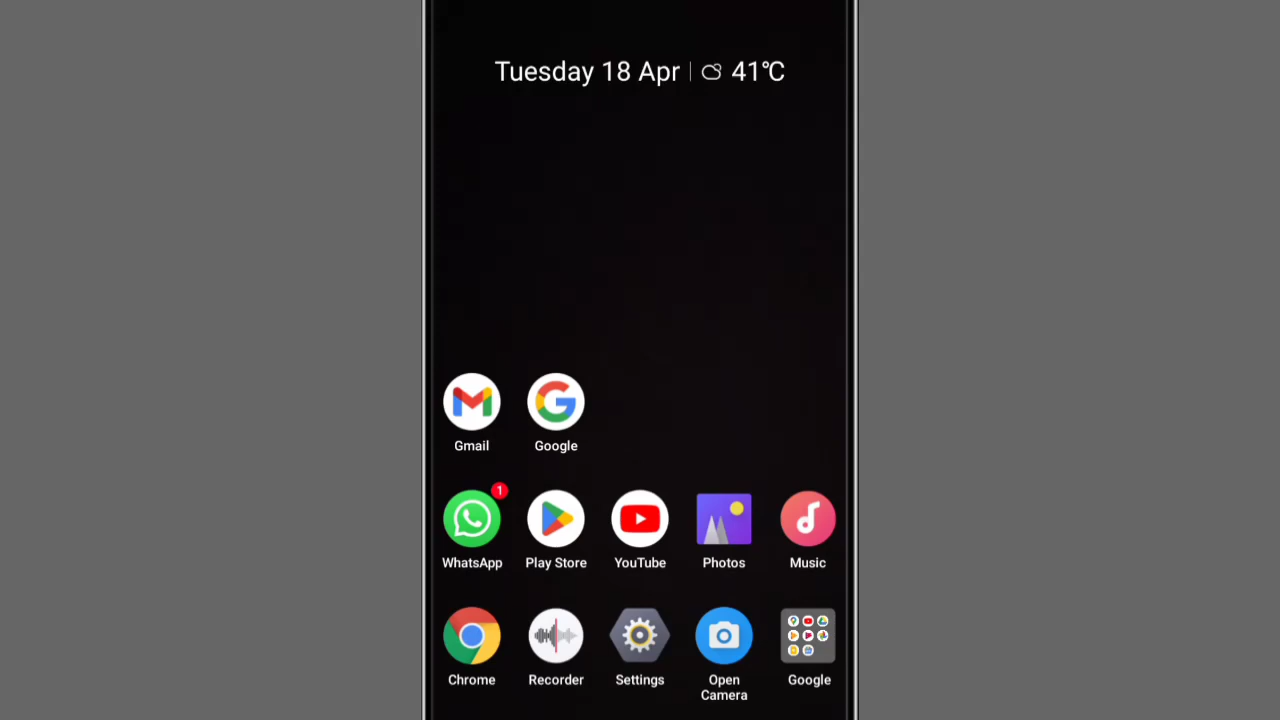 Tuesday 18 Apr | 41°C
Gmail Google
1
WhatsApp Play Store YouTube Photos Music
Chrome Recorder Settings Open Camera Google